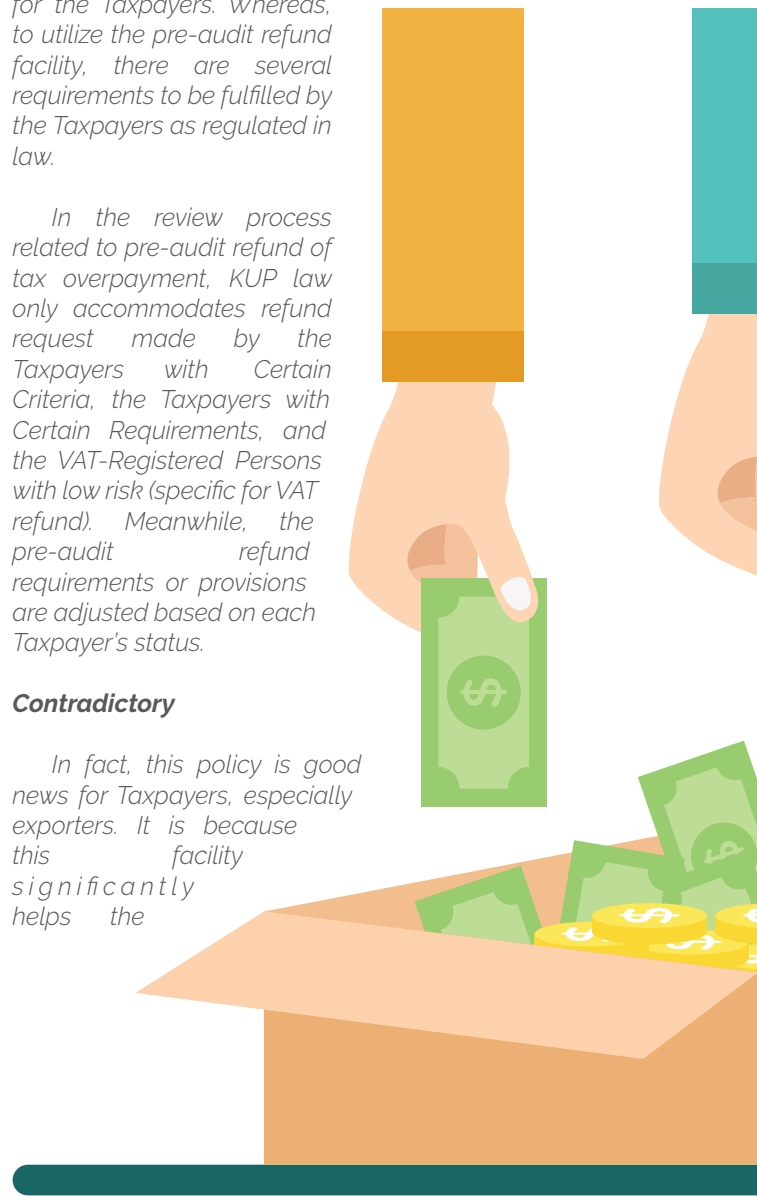 for the Taxpayers. Whereas,
to utilize the pre-audit refund
facility, there are several
requirements to be fulfilled by
the Taxpayers as regulated in
law.
In the review process
related to pre-audit refund of
tax overpayment, KUP law
only accommodates refund
request made by the
Taxpayers with Certain
Criteria, the Taxpayers with
Certain Requirements, and
the VAT-Registered Persons
with low risk (specific for VAT
refund). Meanwhile, the
pre-audit refund
requirements or provisions
are adjusted based on each
Taxpayer's status.
Contradictory
In fact, this policy is good
news for Taxpayers, especially
exporters. It is because
this facility
significantly
helps the